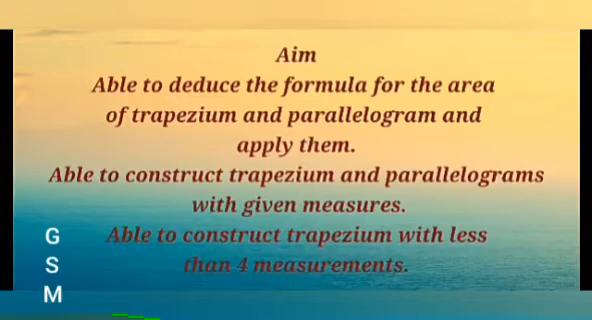 Aim
Able to deduce the formula for the area
of trapezium and parallelogram and
apply them.
Able to construct trapezium and parallelograms
with given measures.
Able to construct trapezium with less
than 4 measurements.
G
S
M